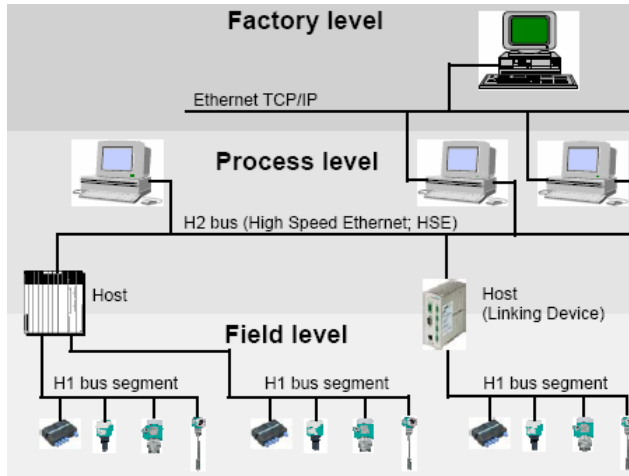 Factory level
Ethernet TCP/IP
Process level
H2 bus (High Speed Ethernet; HSE)
Host
Host
(Linking Device)
Field level
H1 bus segment
H1 bus segment
H1 bus segment